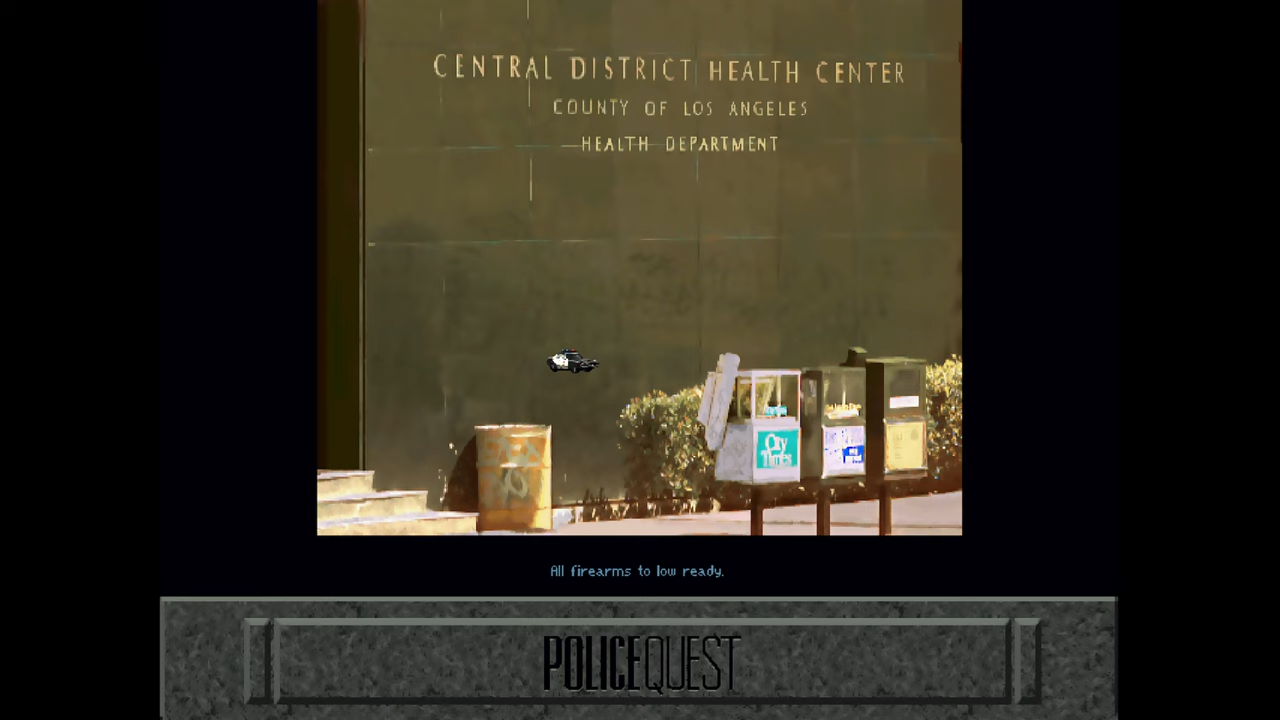 CENTRAL DISTRICT HEALTH CENTER
COUNTY OF LOS ANGELES
HEALTH DEPARTMENT
City
Times
All firearms to low ready.
POLICEQUEST